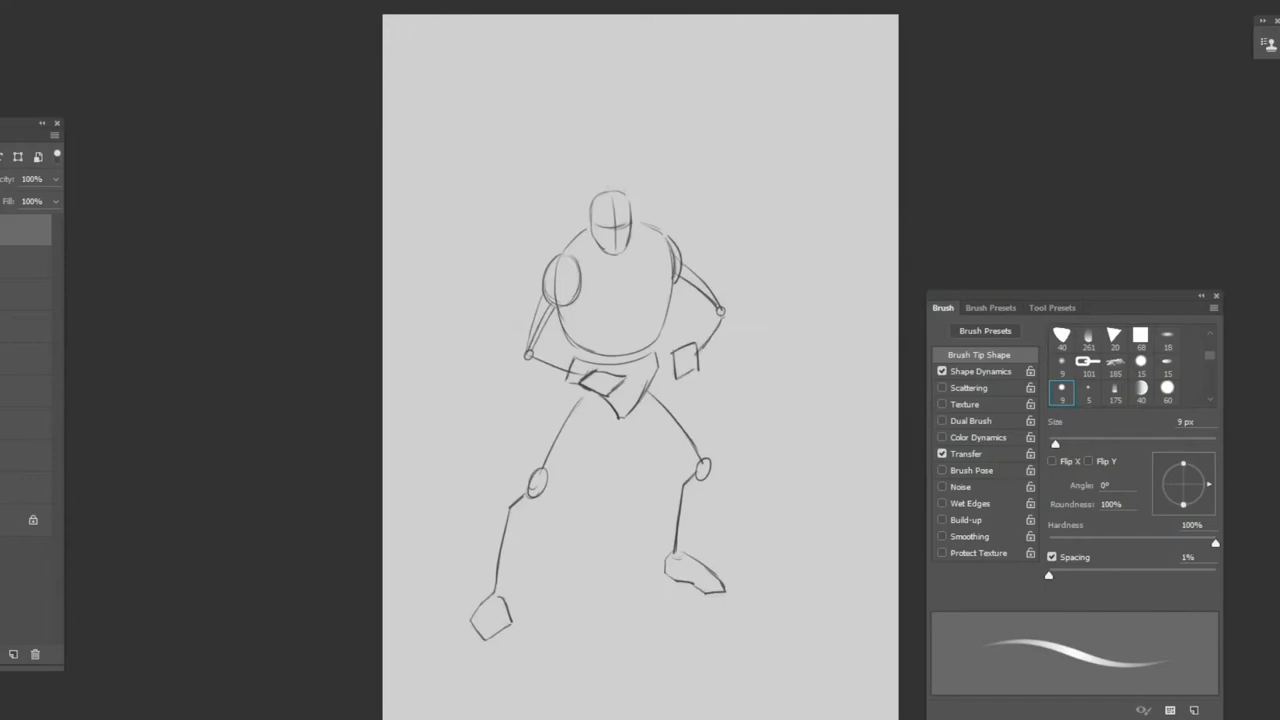 city: 100%
Fill: 100%
Brush Brush Presets Tool Presets
Brush Presets
40 261 20 68 18
9 101 185 15 15
9 5 175 40 60
Brush Tip Shape
Shape Dynamics
Scattering
Texture
Dual Brush
Color Dynamics
Transfer
Brush Pose
Noise
Wet Edges
Build-up
Smoothing
Protect Texture
Size 9 px
Flip X Flip Y
Angle: 0°
Roundness: 100%
Hardness 100%
Spacing 1%